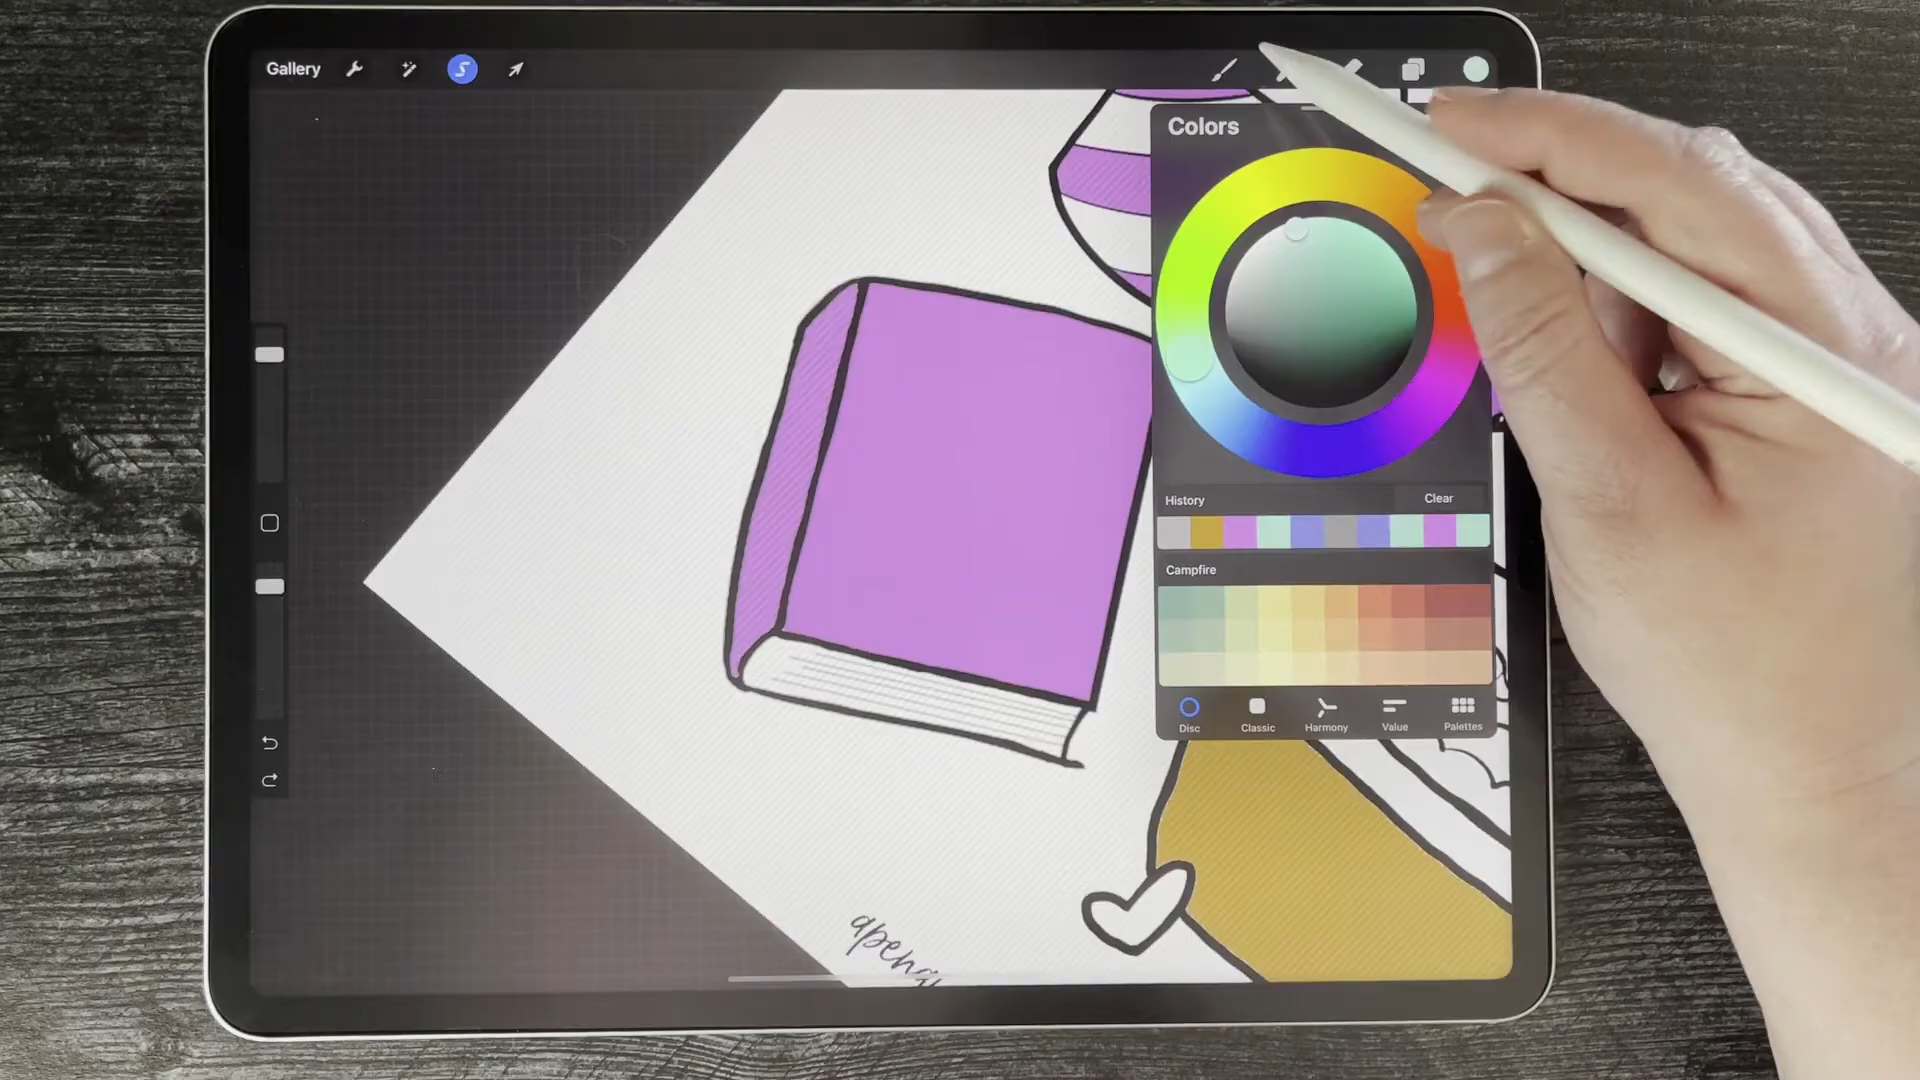 Gallery
Colors
History
Clear
Campfire
Disc
Classic
Harmony
Value
Palettes